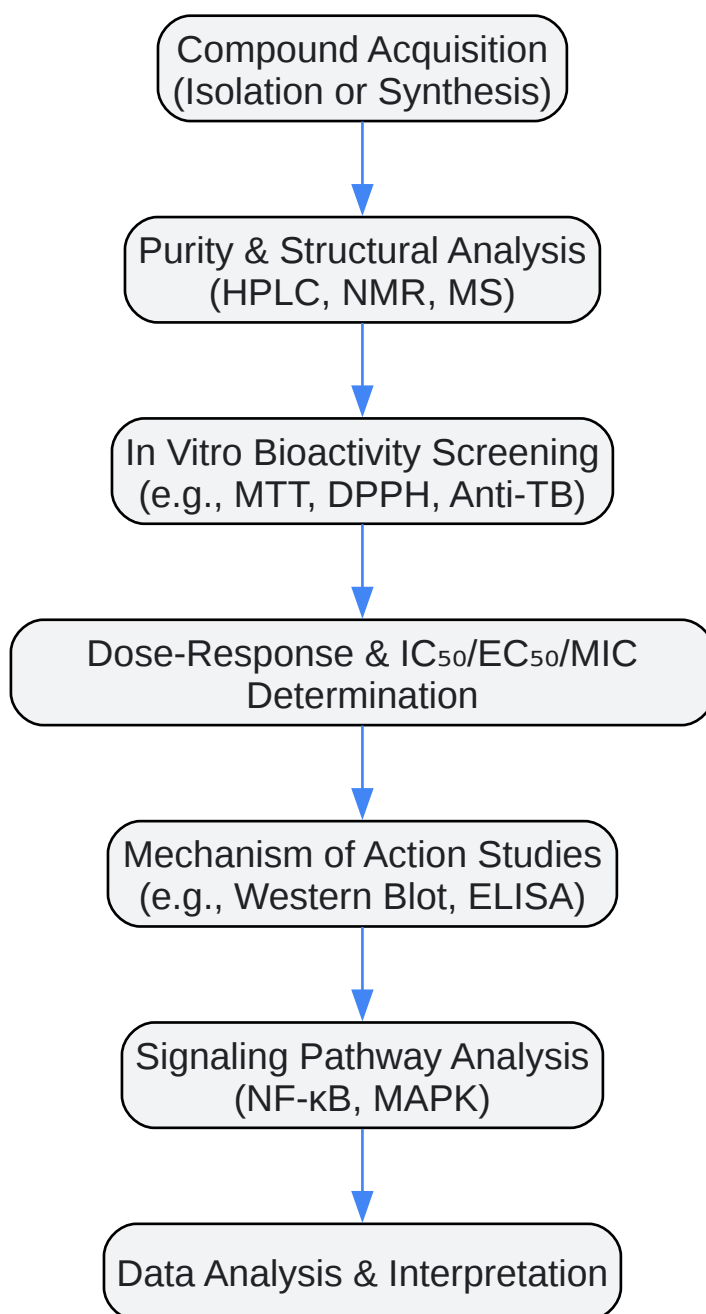 Compound Acquisition
(Isolation or Synthesis)
Purity & Structural Analysis
(HPLC, NMR, MS)
In Vitro Bioactivity Screening
(e.g., MTT, DPPH, Anti-TB)
Dose-Response & IC₅₀/EC₅₀/MIC
Determination
Mechanism of Action Studies
(e.g., Western Blot, ELISA)
Signaling Pathway Analysis
(NF-κB, MAPK)
Data Analysis & Interpretation